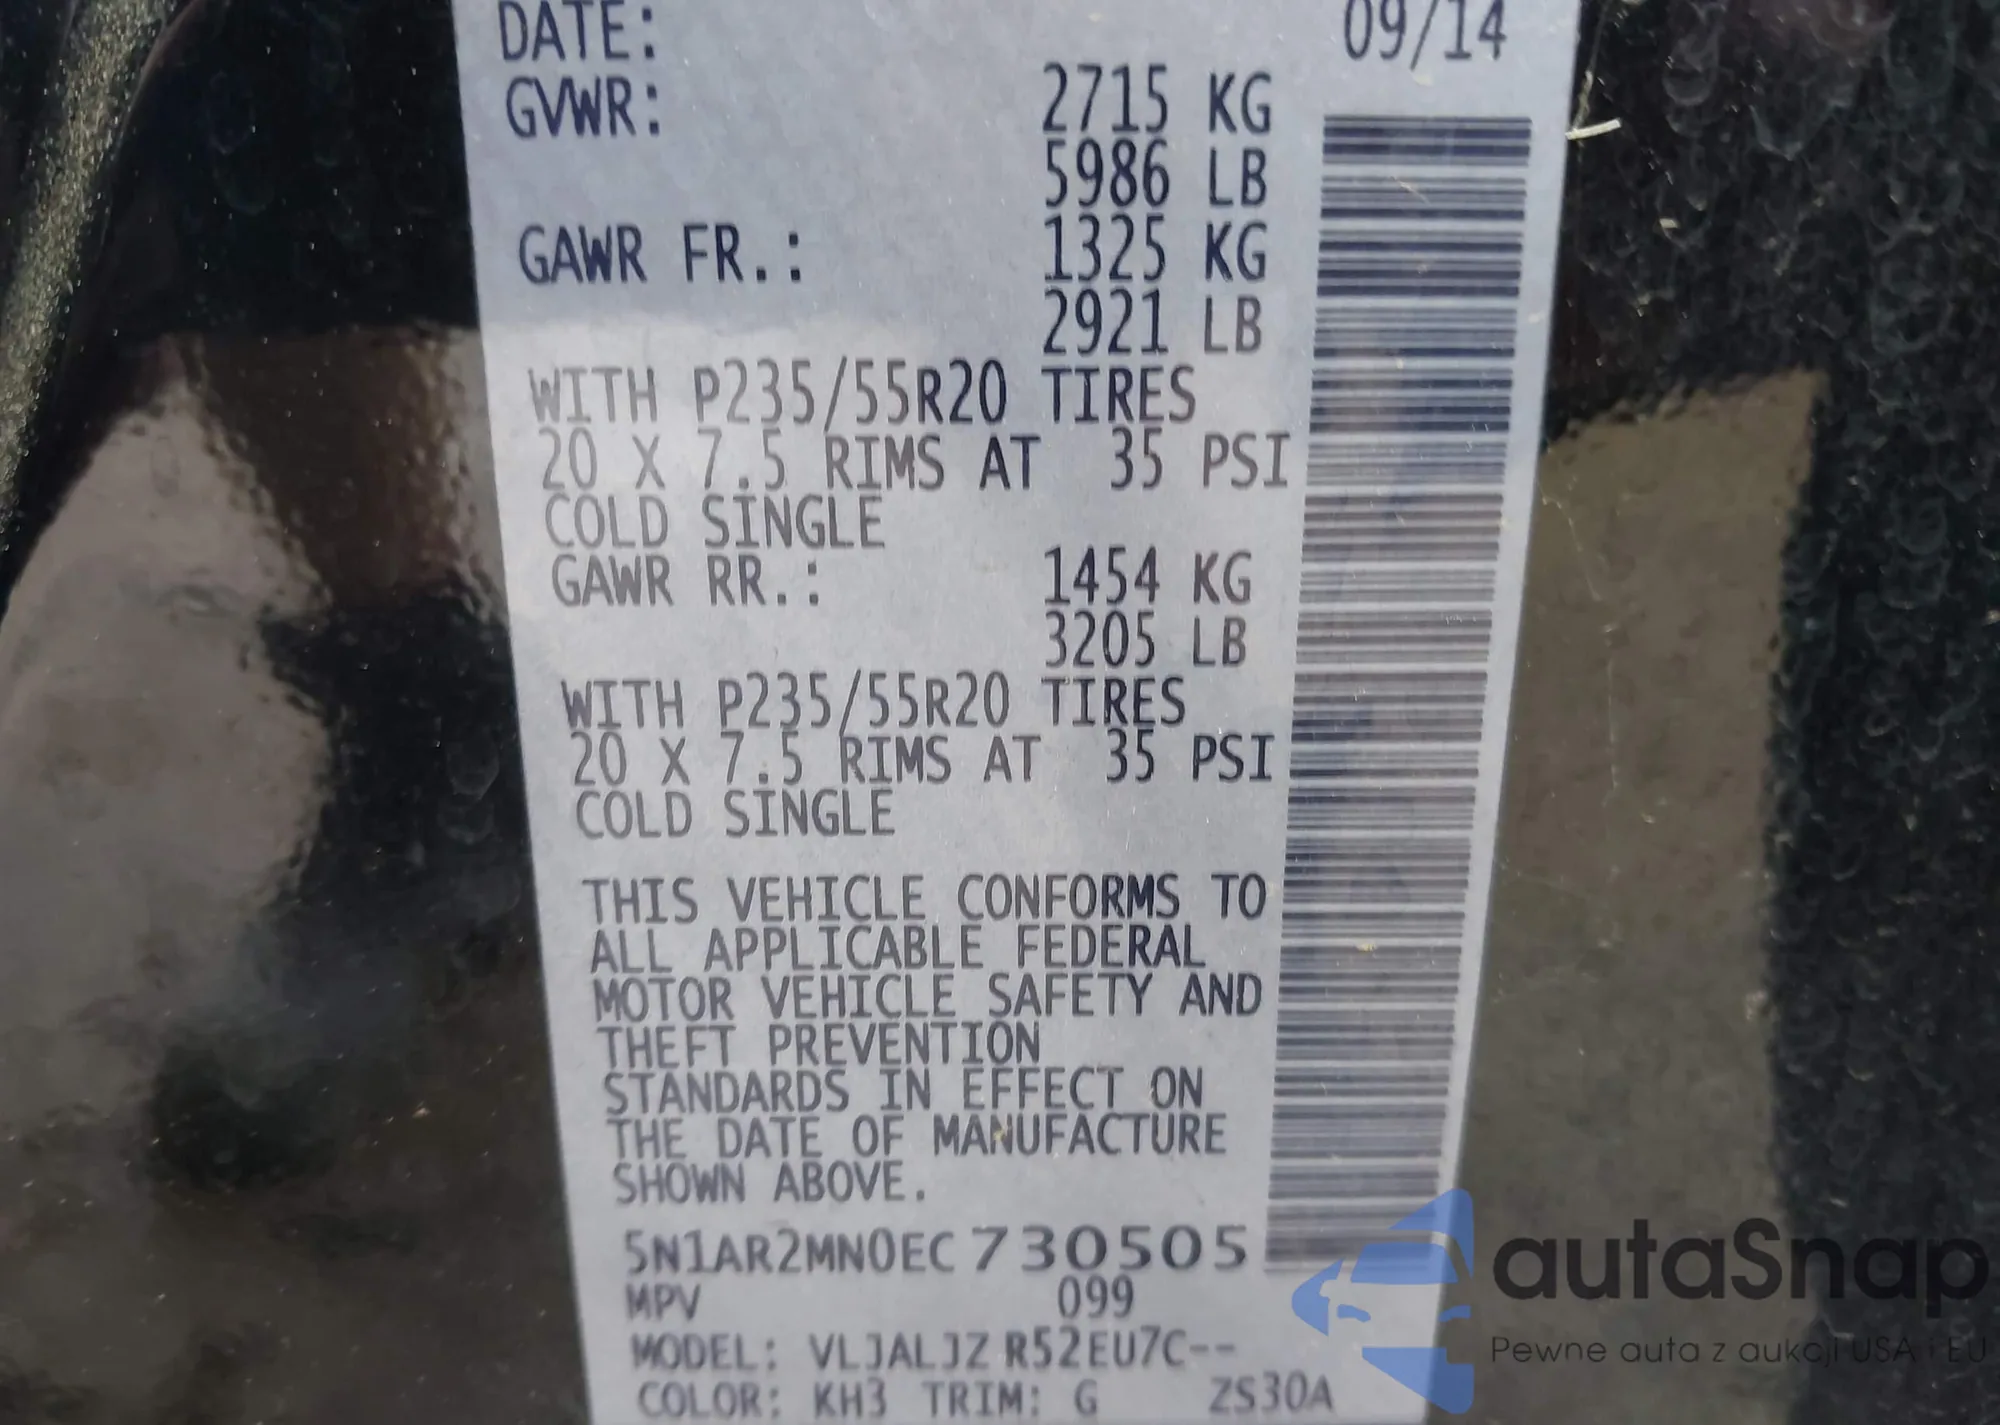 DATE: 09/14
GVWR: 2715 KG
5986 LB
GAWR FR.: 1325 KG
2921 LB
WITH P235/55R20 TIRES
20 X 7.5 RIMS AT 35 PSI
COLD SINGLE
GAWR RR.: 1454 KG
3205 LB
WITH P235/55R20 TIRES
20 X 7.5 RIMS AT 35 PSI
COLD SINGLE
THIS VEHICLE CONFORMS TO
ALL APPLICABLE FEDERAL
MOTOR VEHICLE SAFETY AND
THEFT PREVENTION
STANDARDS IN EFFECT ON
THE DATE OF MANUFACTURE
SHOWN ABOVE.
5N1AR2MN0EC730505
MPV 099
MODEL: VLJALJZ R52EU7C--
COLOR: KH3 TRIM: G ZS30A
autaSnap
Pewne auta z aukcji USA i EU